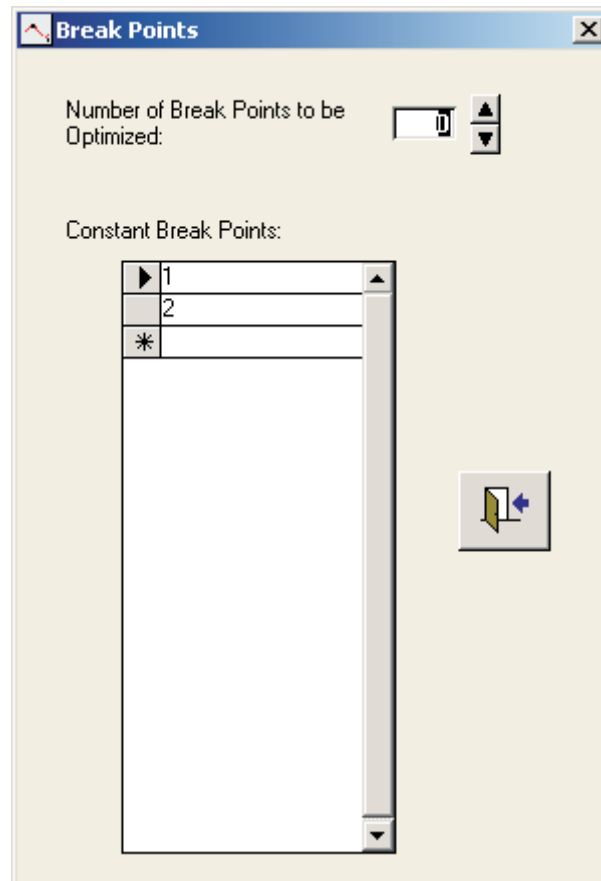 Break Points
Number of Break Points to be
Optimized:
0
Constant Break Points:
1
2